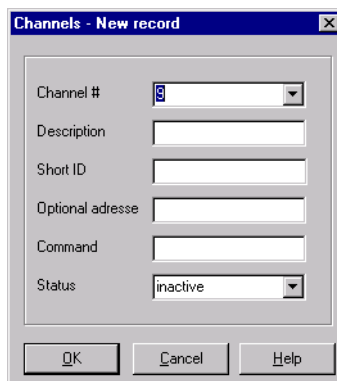 Channels - New record
Channel # 9
Description
Short ID
Optional adresse
Command
Status inactive
OK Cancel Help